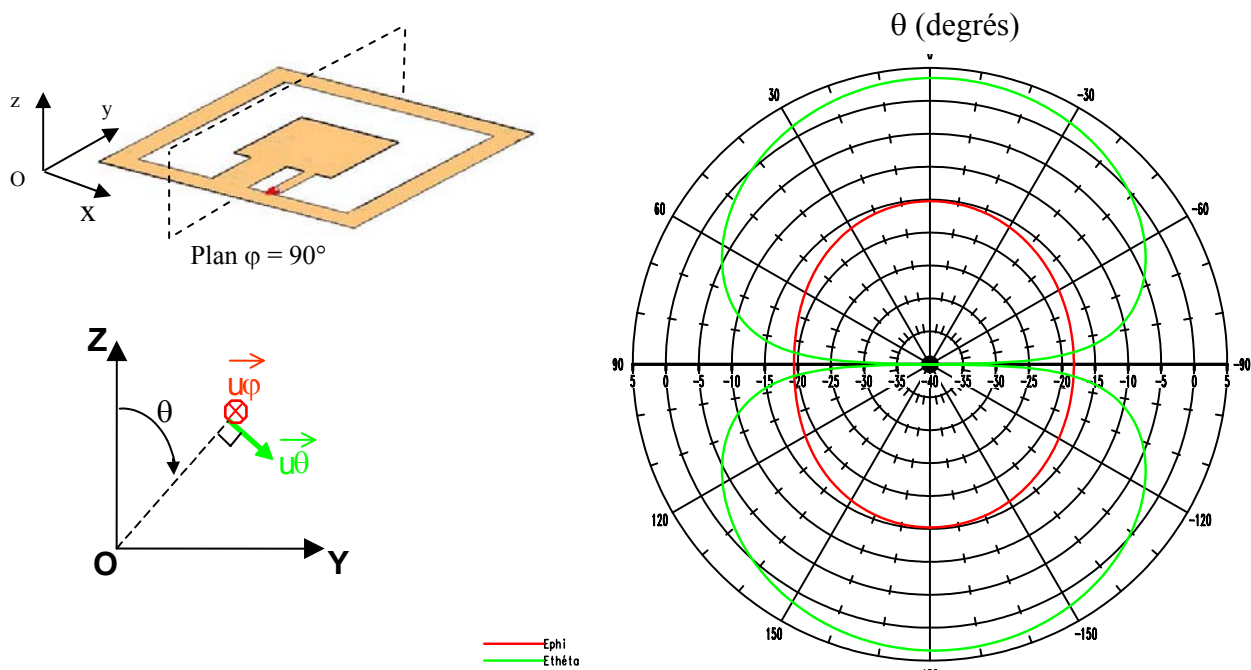 θ (degrés)
30
-30
60
-60
90
-90
5 0 -5 -10 -15 -20 -25 -30 -35 -40 -35 -30 -25 -20 -15 -10 -5 0 5
120
-120
150
-150
z
y
O
x
Plan φ = 90°
Z
uφ
θ
uθ
O
Y
Ephi
Ethéta